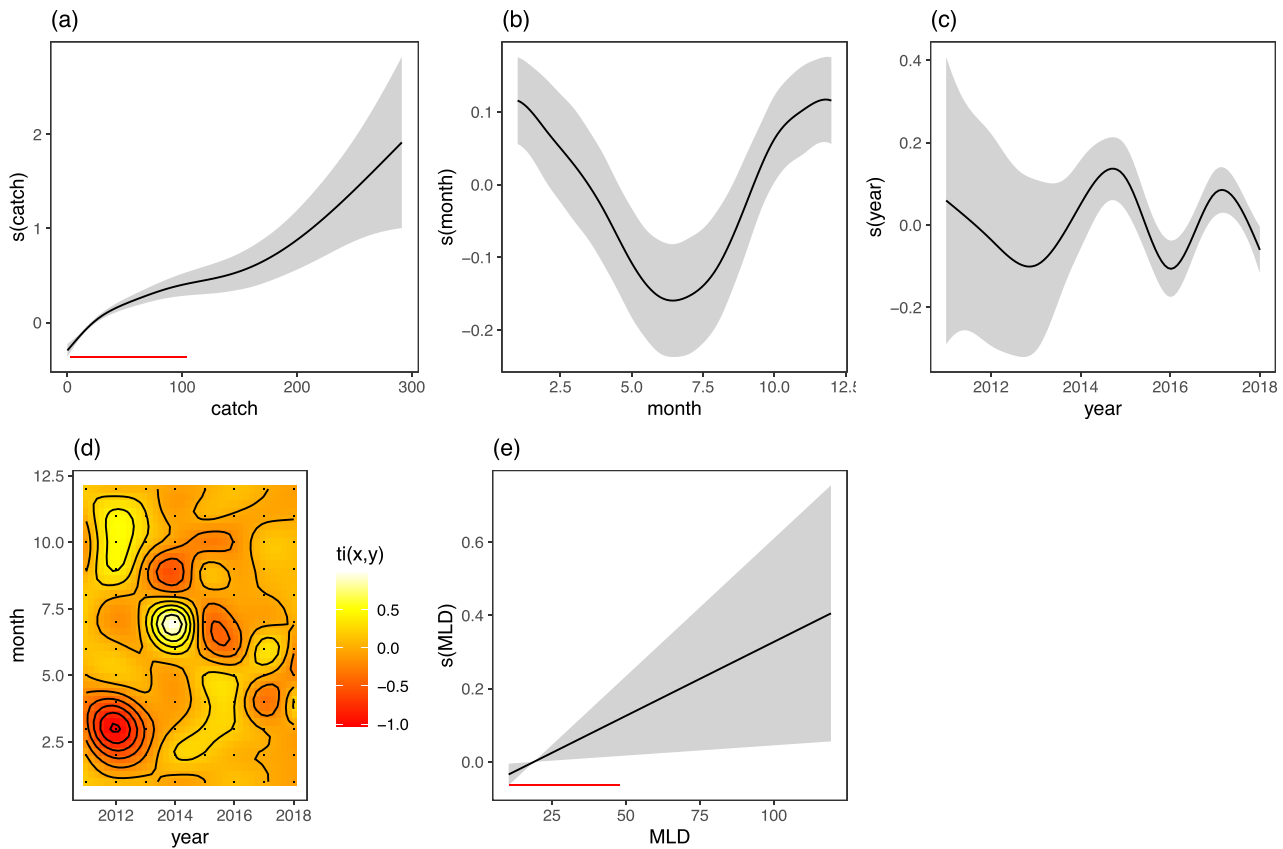 (a)
2
1
0
s(catch)
0 100 200 300
catch
(b)
0.1
0.0
−0.1
−0.2
s(month)
2.5 5.0 7.5 10.0 12.5
month
(c)
0.4
0.2
0.0
−0.2
s(year)
2012 2014 2016 2018
year
(d)
12.5
10.0
7.5
5.0
2.5
month
2012 2014 2016 2018
year
ti(x,y)
0.5
0.0
−0.5
−1.0
(e)
0.6
0.4
0.2
0.0
s(MLD)
25 50 75 100
MLD